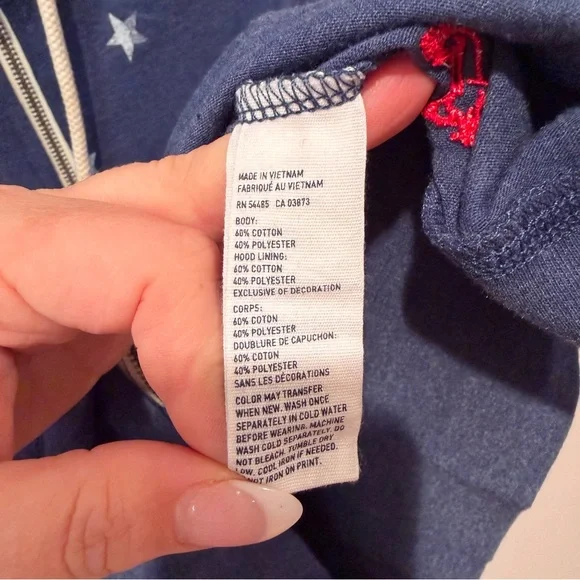 MADE IN VIETNAM
FABRIQUÉ AU VIETNAM
RN 54485 CA 03873
BODY:
60% COTTON
40% POLYESTER
HOOD LINING:
60% COTTON
40% POLYESTER
EXCLUSIVE OF DECORATION
CORPS:
60% COTON
40% POLYESTER
DOUBLURE DE CAPUCHON:
60% COTON
40% POLYESTER
SANS LES DÉCORATIONS
COLOR MAY TRANSFER
WHEN NEW. WASH ONCE
SEPARATELY IN COLD WATER
BEFORE WEARING. MACHINE
WASH COLD SEPARATELY. DO
NOT BLEACH. TUMBLE DRY
LOW. COOL IRON IF NEEDED.
NOT IRON ON PRINT.